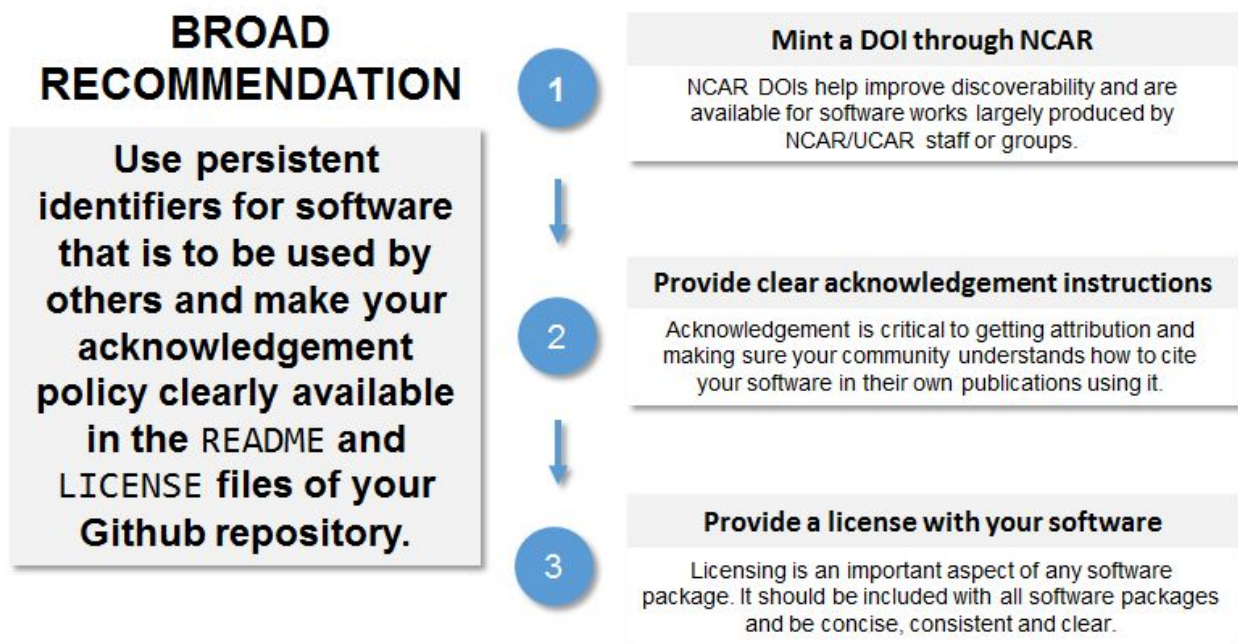 BROAD
RECOMMENDATION
Use persistent
identifiers for software
that is to be used by
others and make your
acknowledgement
policy clearly available
in the README and
LICENSE files of your
Github repository.
1
Mint a DOI through NCAR
NCAR DOIs help improve discoverability and are
available for software works largely produced by
NCAR/UCAR staff or groups.
2
Provide clear acknowledgement instructions
Acknowledgement is critical to getting attribution and
making sure your community understands how to cite
your software in their own publications using it.
3
Provide a license with your software
Licensing is an important aspect of any software
package. It should be included with all software packages
and be concise, consistent and clear.